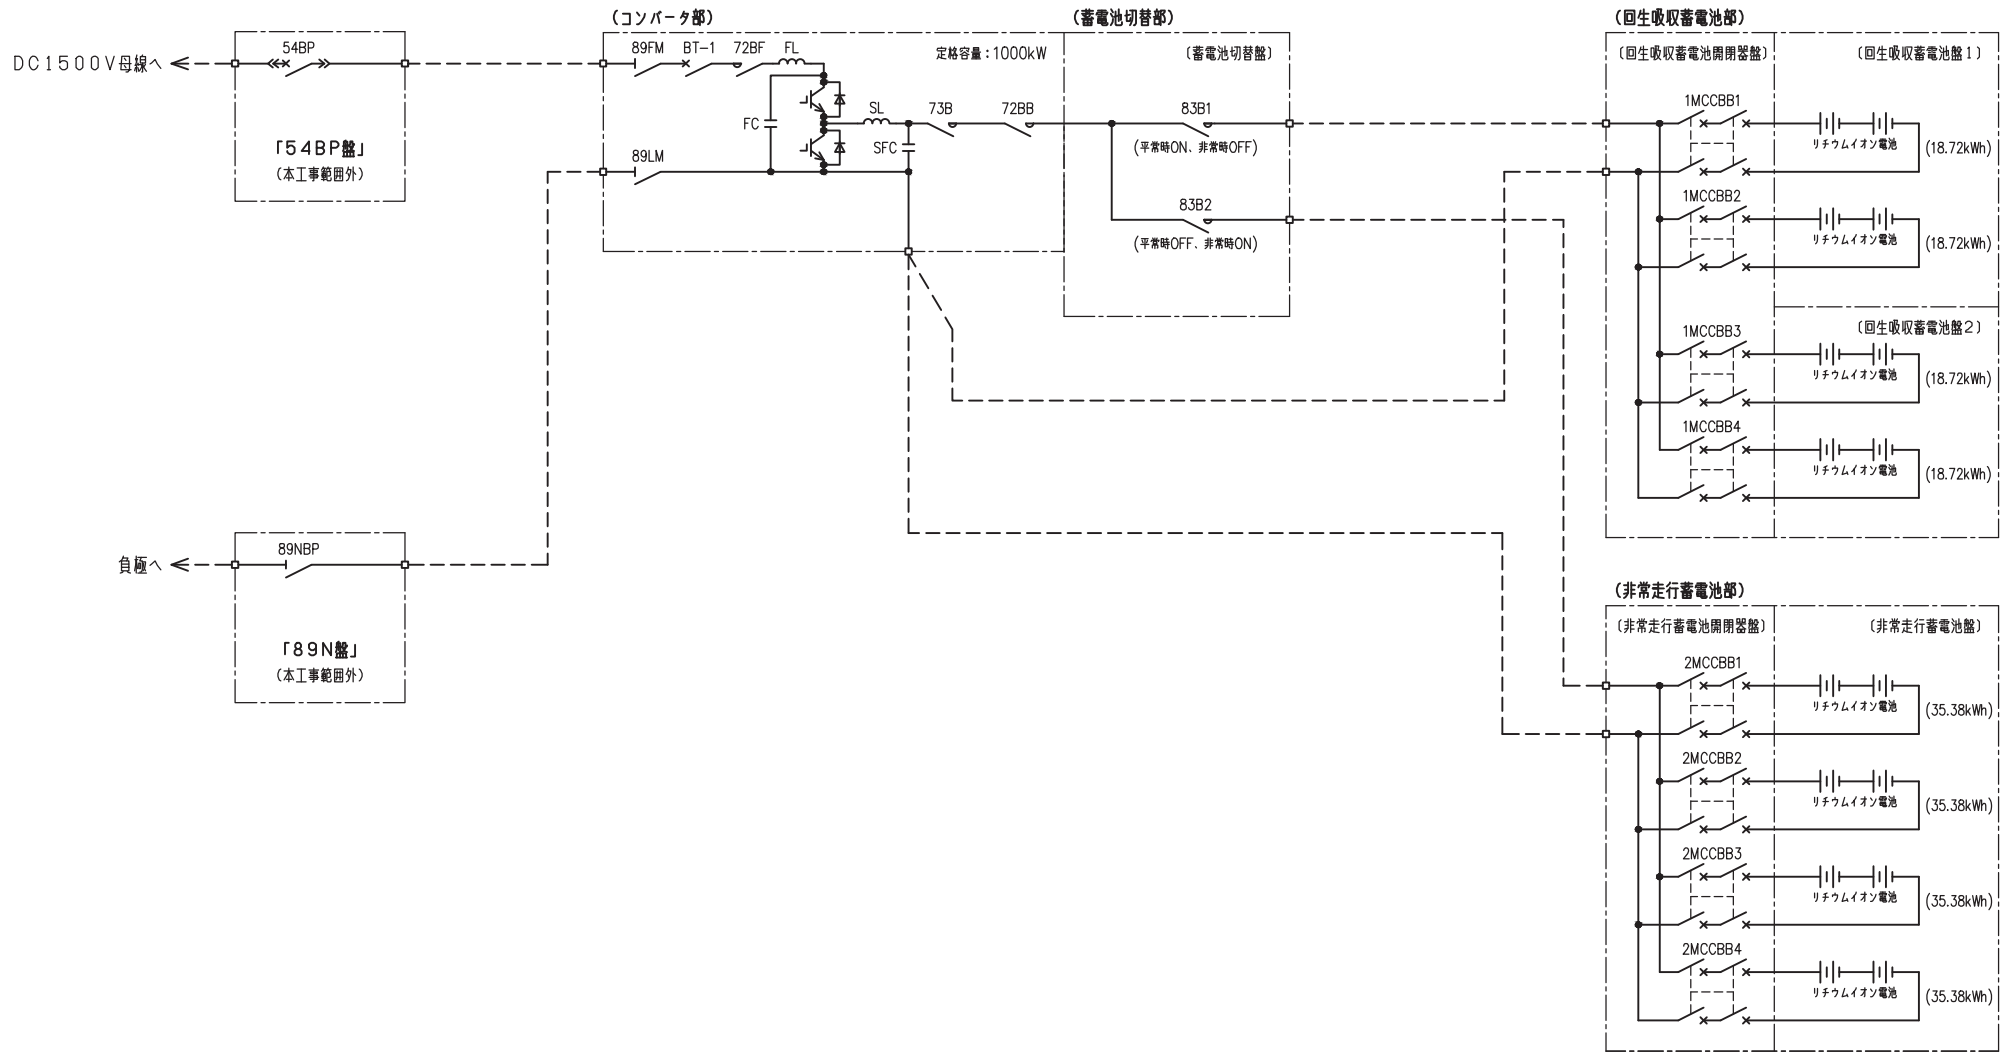 DC1500V母線へ
54BP
「54BP盤」
(本工事範囲外)
負極へ
89NBP
「89N盤」
(本工事範囲外)
(コンバータ部)
定格容量：1000kW
89FM
BT-1
72BF
FL
FC
SL
SFC
73B
72BB
89LM
(蓄電池切替部)
〔蓄電池切替盤〕
83B1
(平常時ON、非常時OFF)
83B2
(平常時OFF、非常時ON)
(回生吸収蓄電池部)
〔回生吸収蓄電池開閉器盤〕
〔回生吸収蓄電池盤1〕
1MCCBB1
リチウムイオン電池
(18.72kWh)
1MCCBB2
リチウムイオン電池
(18.72kWh)
〔回生吸収蓄電池盤2〕
1MCCBB3
リチウムイオン電池
(18.72kWh)
1MCCBB4
リチウムイオン電池
(18.72kWh)
(非常走行蓄電池部)
〔非常走行蓄電池開閉器盤〕
〔非常走行蓄電池盤〕
2MCCBB1
リチウムイオン電池
(35.38kWh)
2MCCBB2
リチウムイオン電池
(35.38kWh)
2MCCBB3
リチウムイオン電池
(35.38kWh)
2MCCBB4
リチウムイオン電池
(35.38kWh)